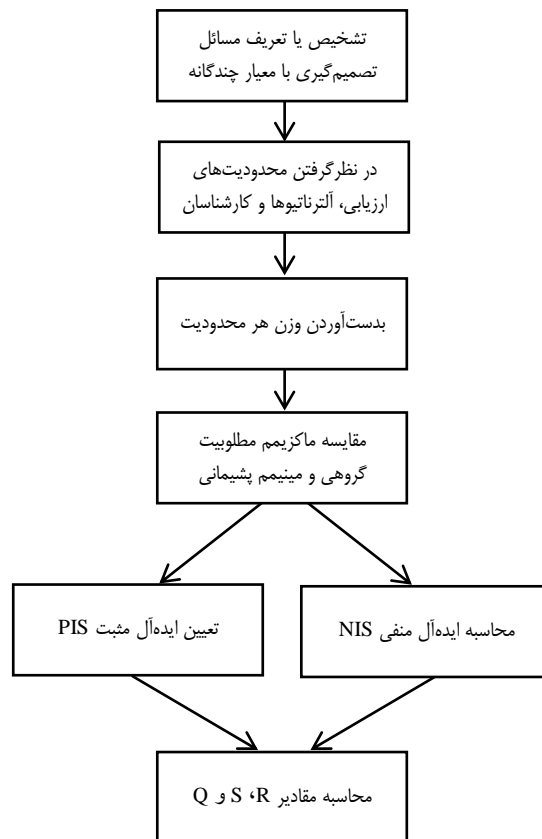 تشخیص یا تعریف مسائل
تصمیم‌گیری با معیار چندگانه
در نظرگرفتن محدودیت‌های
ارزیابی، آلترناتیوها و کارشناسان
بدست‌آوردن وزن هر محدودیت
مقایسه ماکزیمم مطلوبیت
گروهی و مینیمم پشیمانی
محاسبه ایده‌آل منفی NIS
تعیین ایده‌آل مثبت PIS
محاسبه مقادیر S ،R و Q